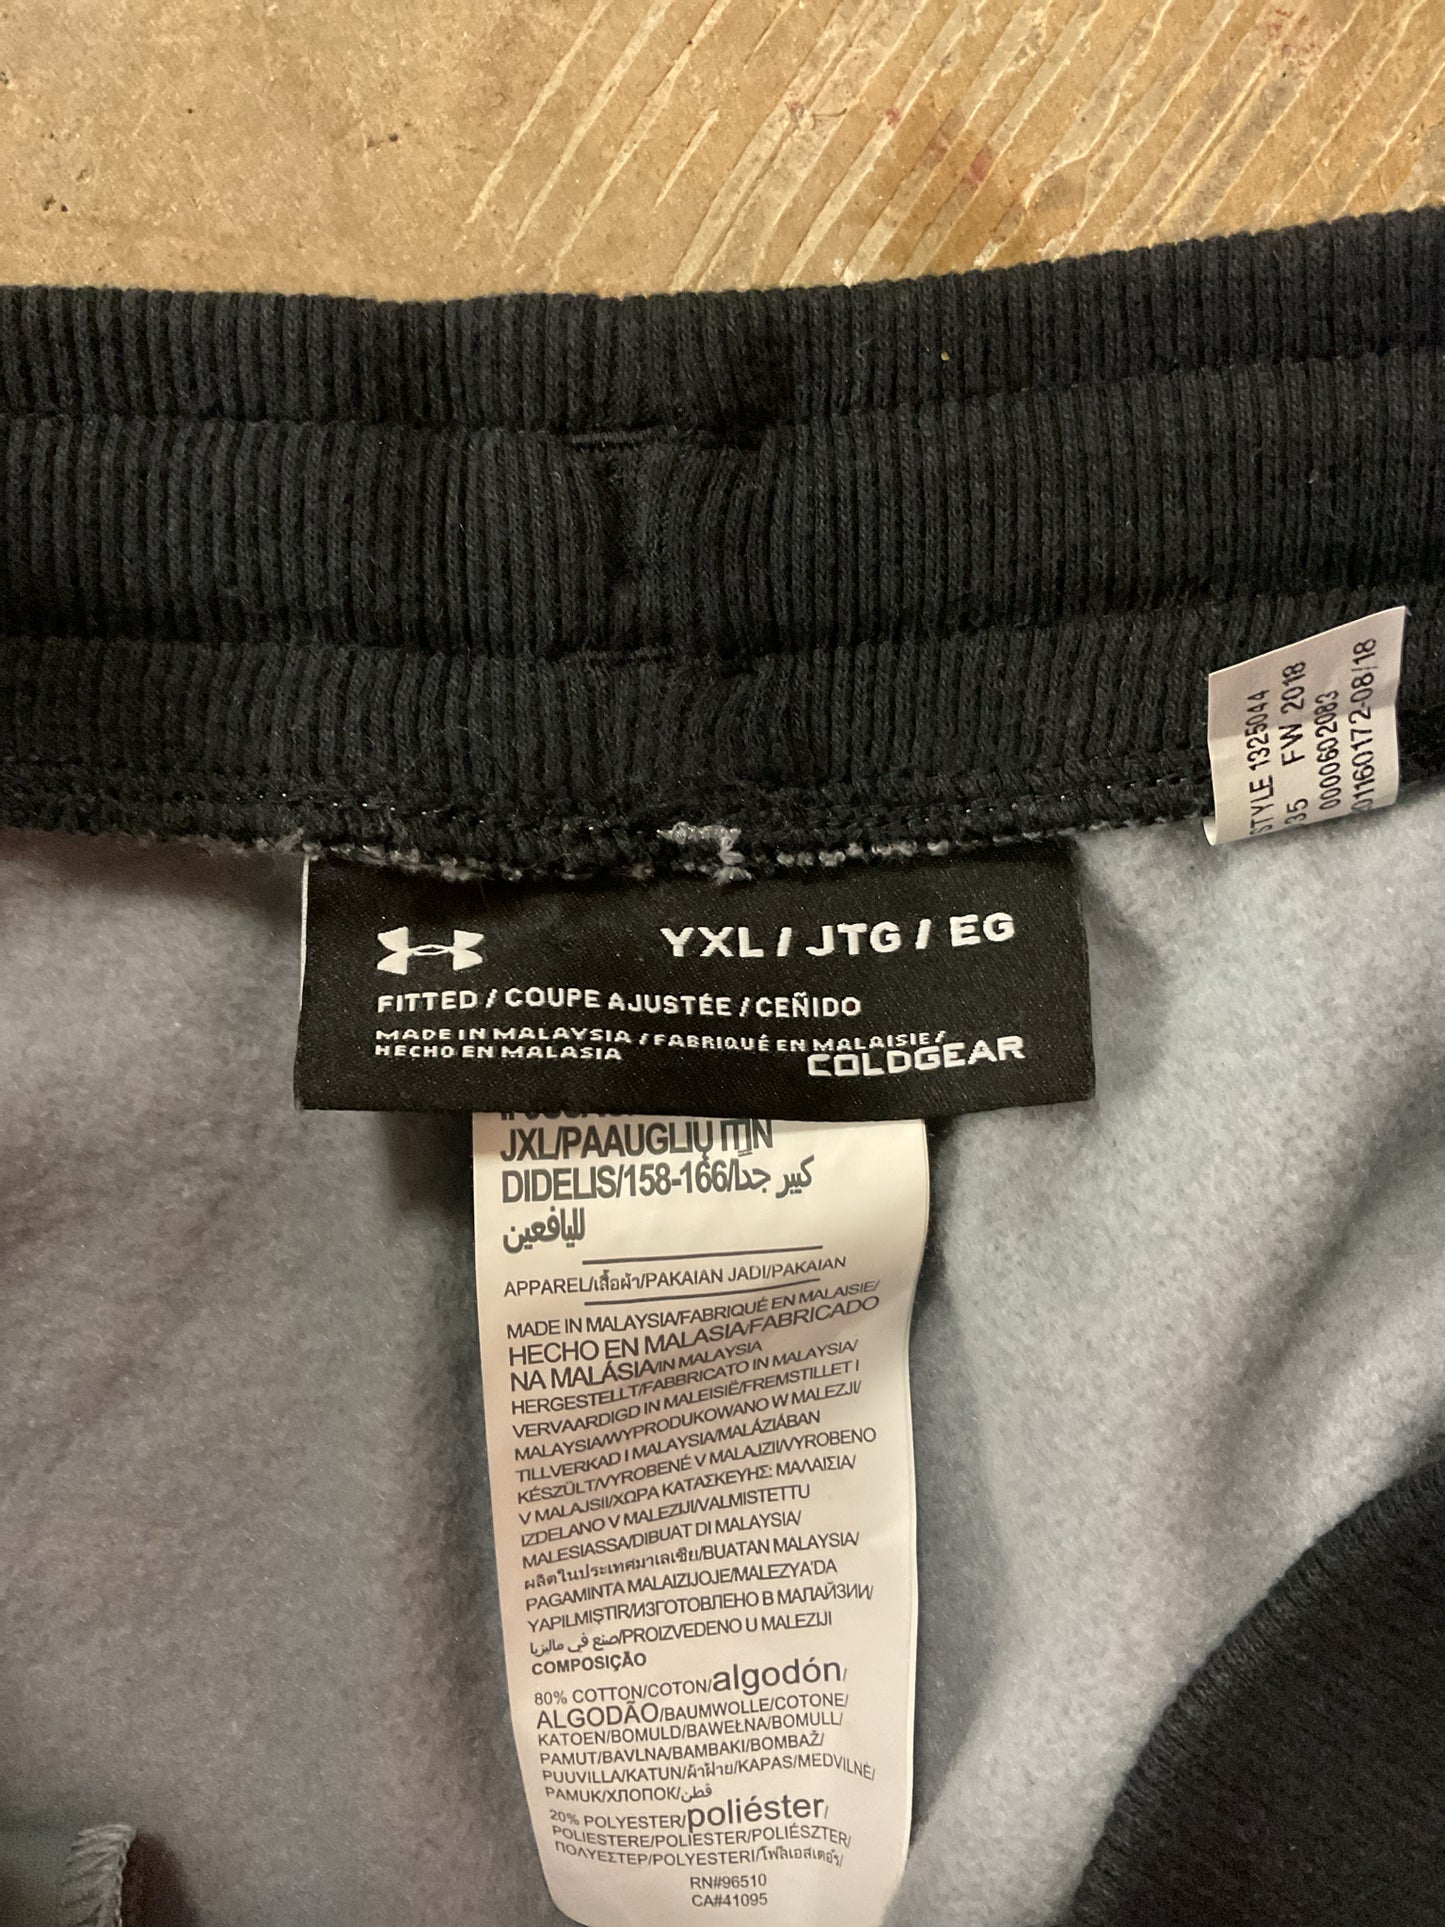 STYLE 1325044
35 FW 2018
0000602083
01160172-08/18
YXL / JTG / EG
FITTED / COUPE AJUSTÉE / CEÑIDO
MADE IN MALAYSIA / FABRIQUÉ EN MALAISIE /
HECHO EN MALASIA
COLDGEAR
JXL/PAAUGLIŲ ITIN
DIDELIS/158-166/كبير جداً
لليافعين
APPAREL/เสื้อผ้า/PAKAIAN JADI/PAKAIAN
MADE IN MALAYSIA/FABRIQUÉ EN MALAISIE/
HECHO EN MALASIA/FABRICADO
NA MALÁSIA/IN MALAYSIA
HERGESTELLT/FABBRICATO IN MALAYSIA/
VERVAARDIGD IN MALEISIË/FREMSTILLET I
MALAYSIA/WYPRODUKOWANO W MALEZJI/
TILLVERKAD I MALAYSIA/MALÁZIÁBAN
KÉSZÜLT/VYROBENÉ V MALAJZII/VYROBENO
V MALAJSII/ΧΩΡΑ ΚΑΤΑΣΚΕΥΗΣ: ΜΑΛΑΙΣΙΑ/
IZDELANO V MALEZIJI/VALMISTETTU
MALESIASSA/DIBUAT DI MALAYSIA/
ผลิตในประเทศมาเลเซีย/BUATAN MALAYSIA/
PAGAMINTA MALAIZIJOJE/MALEZYA'DA
YAPILMIŞTIR/ИЗГОТОВЛЕНО В МАЛАЙЗИИ/
صنع في ماليزيا/PROIZVEDENO U MALEZIJI
COMPOSIÇÃO
80% COTTON/COTON/algodón/
ALGODÃO/BAUMWOLLE/COTONE/
KATOEN/BOMULD/BAWEŁNA/BOMULL/
PAMUT/BAVLNA/BAMBAKI/BOMBAŽ/
PUUVILLA/KATUN/ผ้าฝ้าย/KAPAS/MEDVILNĖ/
PAMUK/ХЛОПОК/قطن
20% POLYESTER/poliéster/
POLIESTERE/POLIESTER/POLIÉSZTER/
ΠΟΛΥΕΣΤΕΡ/POLYESTERI/โพลีเอสเตอร์/
RN#96510
CA#41095